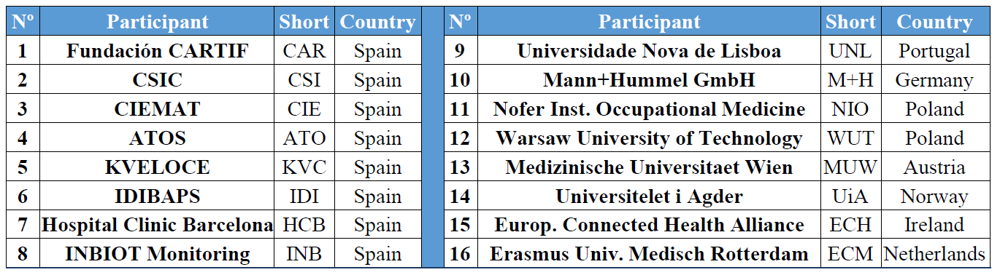 Nº Participant Short Country Nº Participant Short Country
1 Fundación CARTIF CAR Spain 9 Universidade Nova de Lisboa UNL Portugal
2 CSIC CSI Spain 10 Mann+Hummel GmbH M+H Germany
3 CIEMAT CIE Spain 11 Nofer Inst. Occupational Medicine NIO Poland
4 ATOS ATO Spain 12 Warsaw University of Technology WUT Poland
5 KVELOCE KVC Spain 13 Medizinische Universitaet Wien MUW Austria
6 IDIBAPS IDI Spain 14 Universitelet i Agder UiA Norway
7 Hospital Clinic Barcelona HCB Spain 15 Europ. Connected Health Alliance ECH Ireland
8 INBIOT Monitoring INB Spain 16 Erasmus Univ. Medisch Rotterdam ECM Netherlands